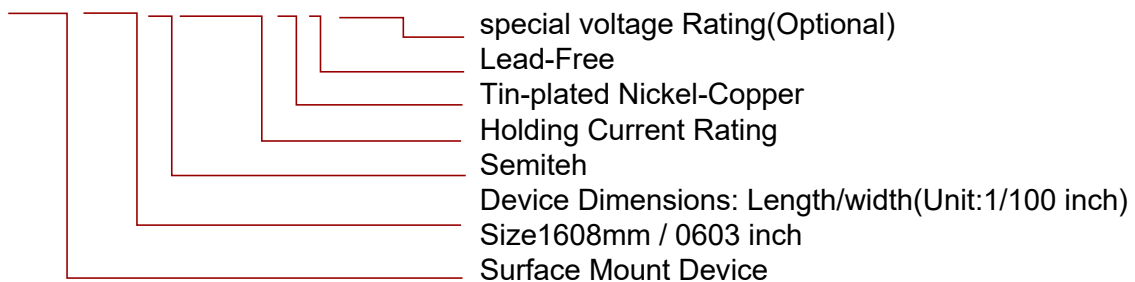 special voltage Rating(Optional)
Lead-Free
Tin-plated Nickel-Copper
Holding Current Rating
Semiteh
Device Dimensions: Length/width(Unit:1/100 inch)
Size1608mm / 0603 inch
Surface Mount Device